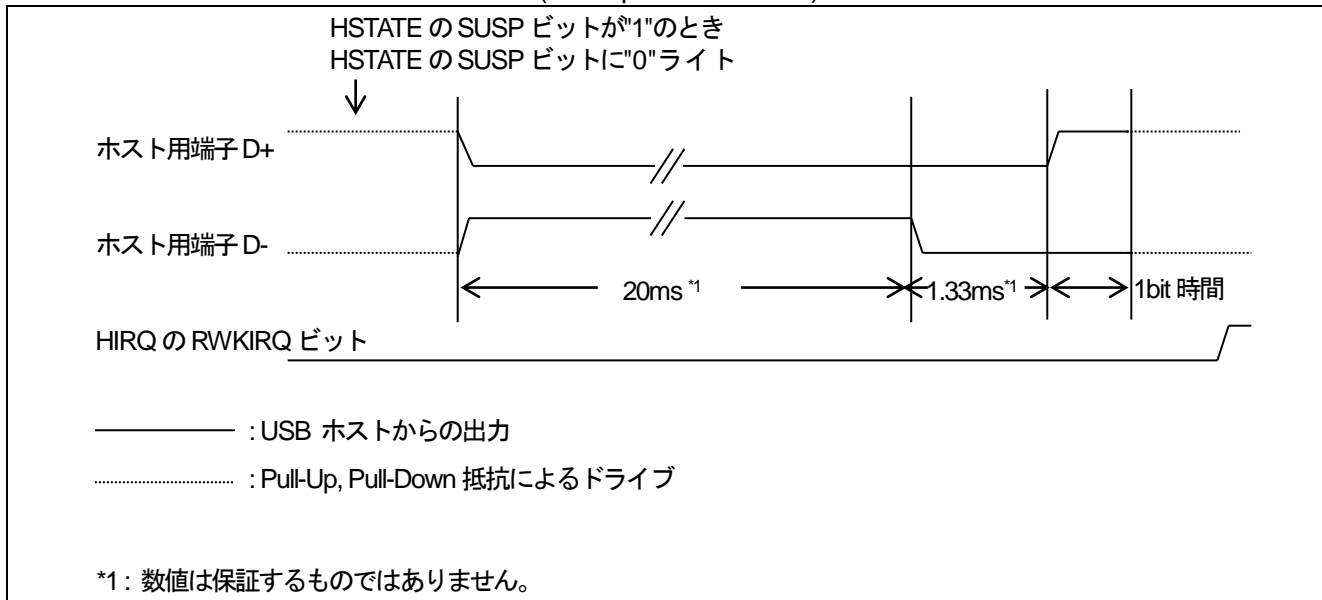 HSTATE の SUSP ビットが"1"のとき
HSTATE の SUSP ビットに"0"ライト
ホスト用端子 D+
ホスト用端子 D-
20ms *1
1.33ms*1
1bit 時間
HIRQ の RWKIRQ ビット
: USB ホストからの出力
: Pull-Up, Pull-Down 抵抗によるドライブ
*1 : 数値は保証するものではありません。